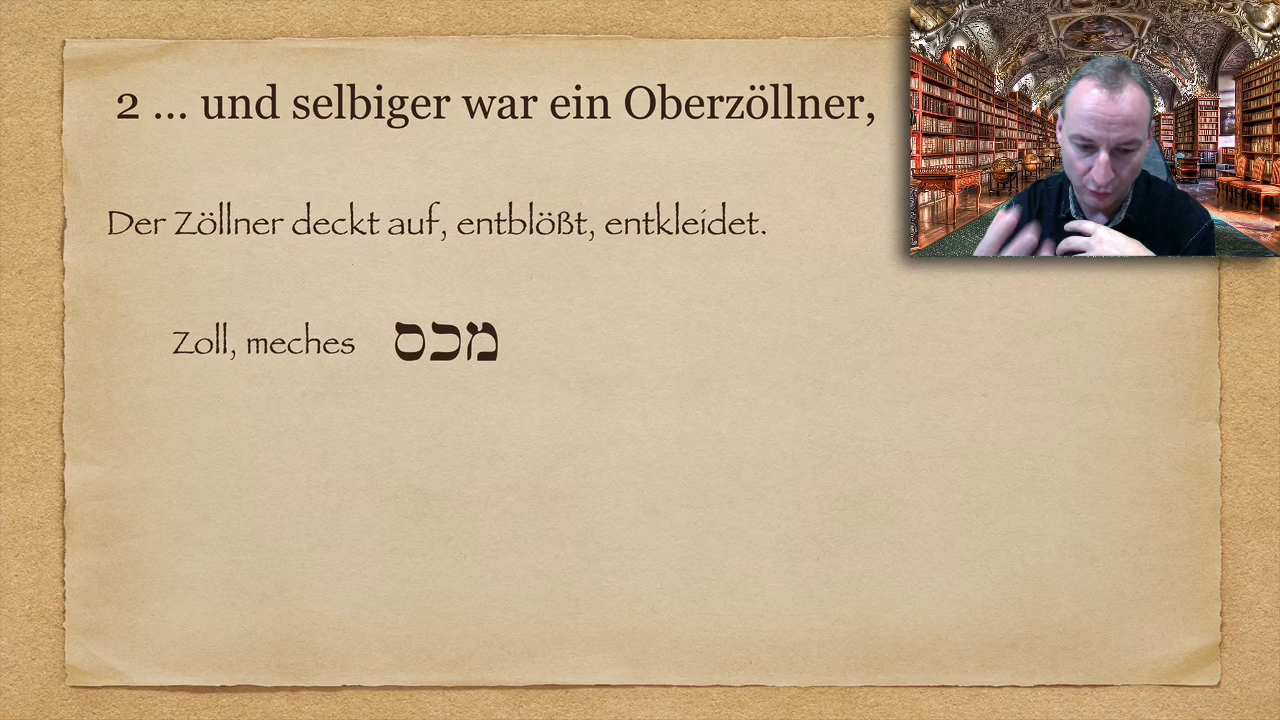 2 ... und selbiger war ein Oberzöllner,
Der Zöllner deckt auf, entblößt, entkleidet.
Zoll, meches מכס